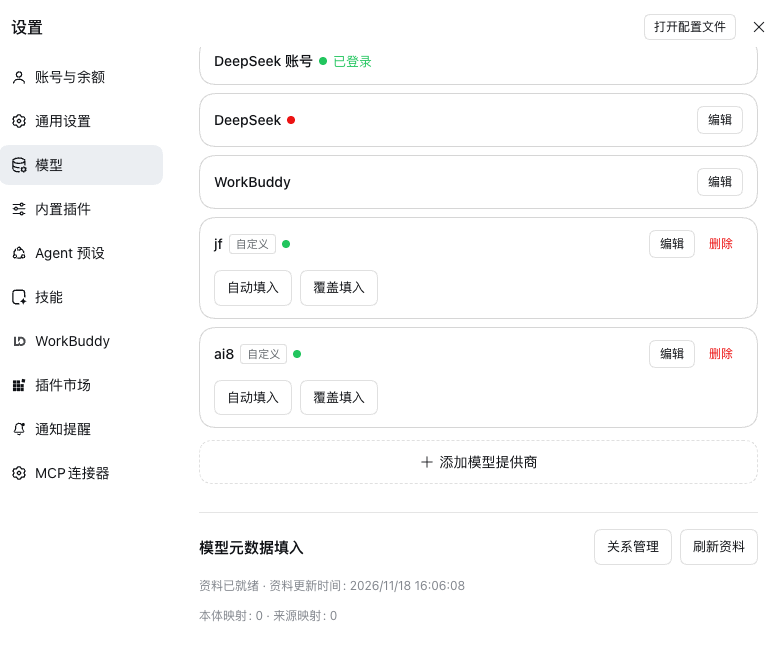 设置
打开配置文件
账号与余额
通用设置
模型
内置插件
Agent 预设
技能
WorkBuddy
插件市场
通知提醒
MCP连接器
DeepSeek 账号 已登录
DeepSeek 编辑
WorkBuddy 编辑
jf 自定义 编辑 删除
自动填入 覆盖填入
ai8 自定义 编辑 删除
自动填入 覆盖填入
+ 添加模型提供商
模型元数据填入 关系管理 刷新资料
资料已就绪 · 资料更新时间: 2026/11/18 16:06:08
本体映射: 0 · 来源映射: 0